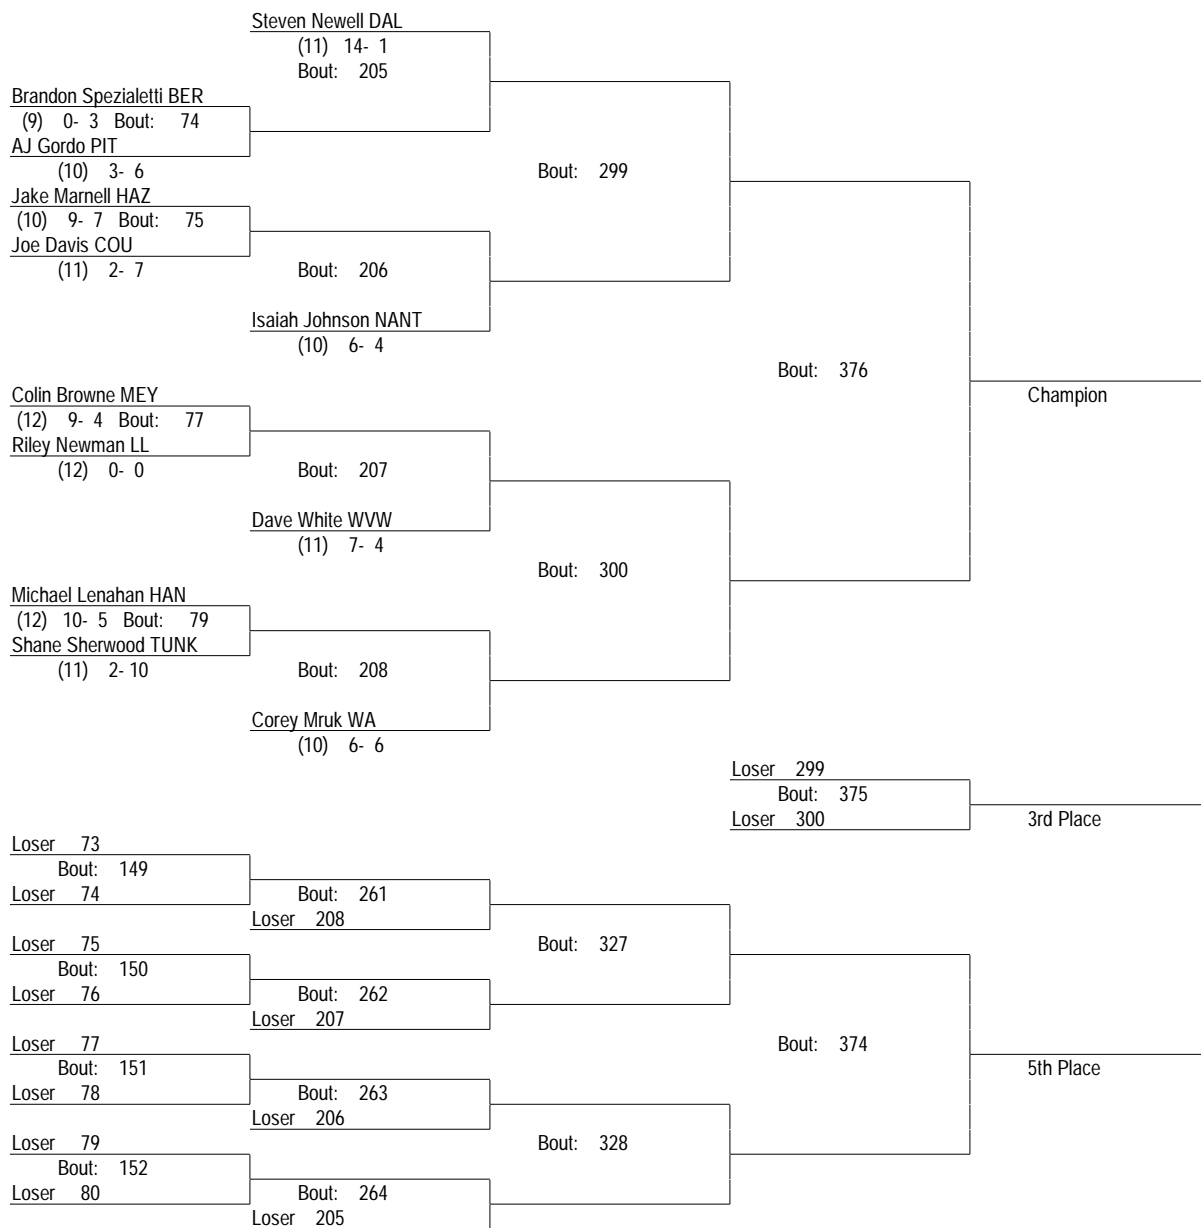 Steven Newell DAL
(11) 14- 1
Bout: 205
Brandon Spezialetti BER
(9) 0- 3 Bout: 74
AJ Gordo PIT
(10) 3- 6
Bout: 299
Jake Marnell HAZ
(10) 9- 7 Bout: 75
Joe Davis COU
(11) 2- 7
Bout: 206
Isaiah Johnson NANT
(10) 6- 4
Bout: 376
Champion
Colin Browne MEY
(12) 9- 4 Bout: 77
Riley Newman LL
(12) 0- 0
Bout: 207
Dave White WVW
(11) 7- 4
Bout: 300
Michael Lenahan HAN
(12) 10- 5 Bout: 79
Shane Sherwood TUNK
(11) 2- 10
Bout: 208
Corey Mruk WA
(10) 6- 6
Loser 299
Bout: 375
Loser 300
3rd Place
Loser 73
Bout: 149
Loser 74
Bout: 261
Loser 208
Bout: 327
Loser 75
Bout: 150
Loser 76
Bout: 262
Loser 207
Bout: 374
5th Place
Loser 77
Bout: 151
Loser 78
Bout: 263
Loser 206
Bout: 328
Loser 79
Bout: 152
Loser 80
Bout: 264
Loser 205